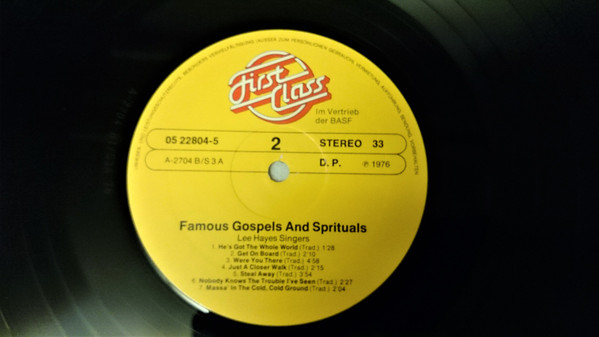 First
Class
Im Vertrieb
der BASF
05 22804-5
2
STEREO 33
A-2704 B/S 3 A
D. P.
℗ 1976
Famous Gospels And Sprituals
Lee Hayes Singers
1. He's Got The Whole World (Trad.) 1'28
2. Get On Board (Trad.) 2'10
3. Were You There (Trad.) 4'58
4. Just A Closer Walk (Trad.) 2'15
5. Steal Away (Trad.) 3'54
6. Nobody Knows The Trouble I've Seen (Trad.) 2'27
7. Massa' In The Cold, Cold Ground (Trad.) 2'04